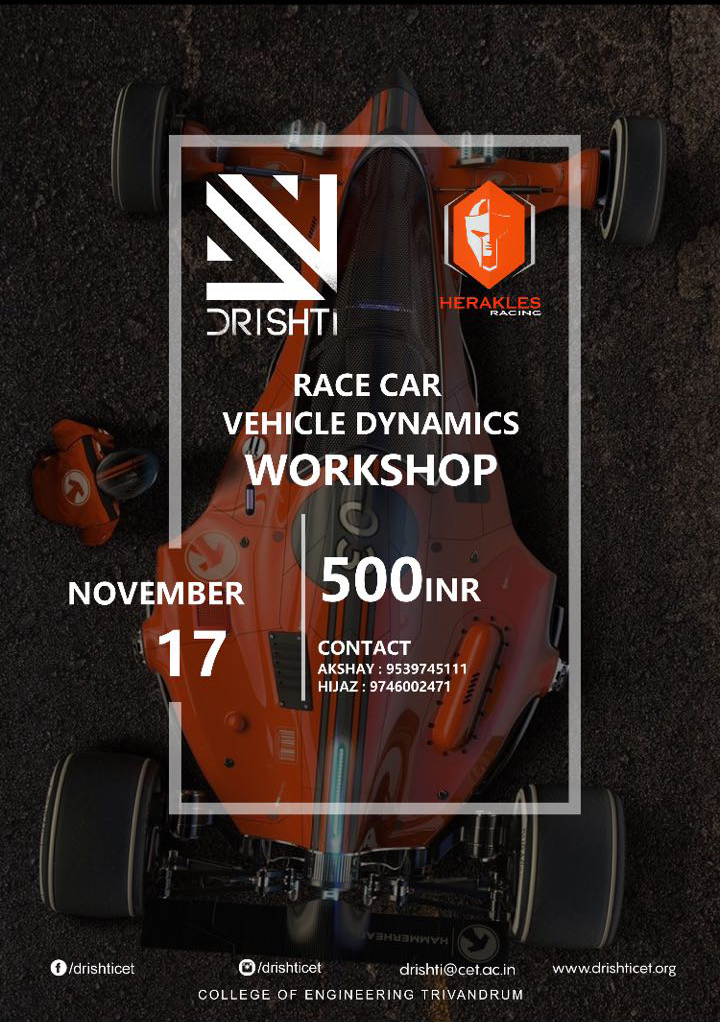 DRISHTI
HERAKLES
RACING
RACE CAR
VEHICLE DYNAMICS
WORKSHOP
NOVEMBER
17
500INR
CONTACT
AKSHAY : 9539745111
HIJAZ : 9746002471
HAMMERHEA
/drishticet
/drishticet
drishti@cet.ac.in
www.drishticet.org
COLLEGE OF ENGINEERING TRIVANDRUM